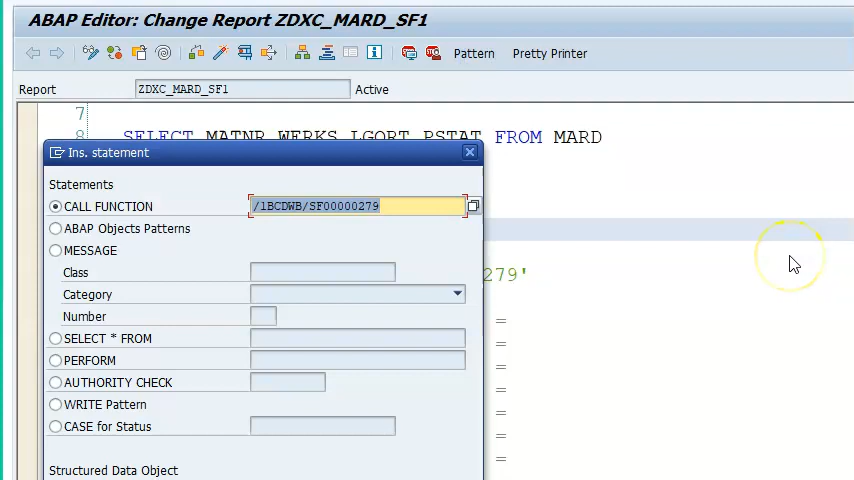 ABAP Editor: Change Report ZDXC_MARD_SF1
Pattern Pretty Printer
Report ZDXC_MARD_SF1 Active
7
8 SELECT MATNR WERKS LGORT PSTAT FROM MARD
Ins. statement
Statements
CALL FUNCTION /1BCDWB/SF00000279
ABAP Objects Patterns
MESSAGE
Class
279'
Category
Number
=
SELECT * FROM
=
PERFORM
=
AUTHORITY CHECK
=
WRITE Pattern
=
CASE for Status
=
=
Structured Data Object